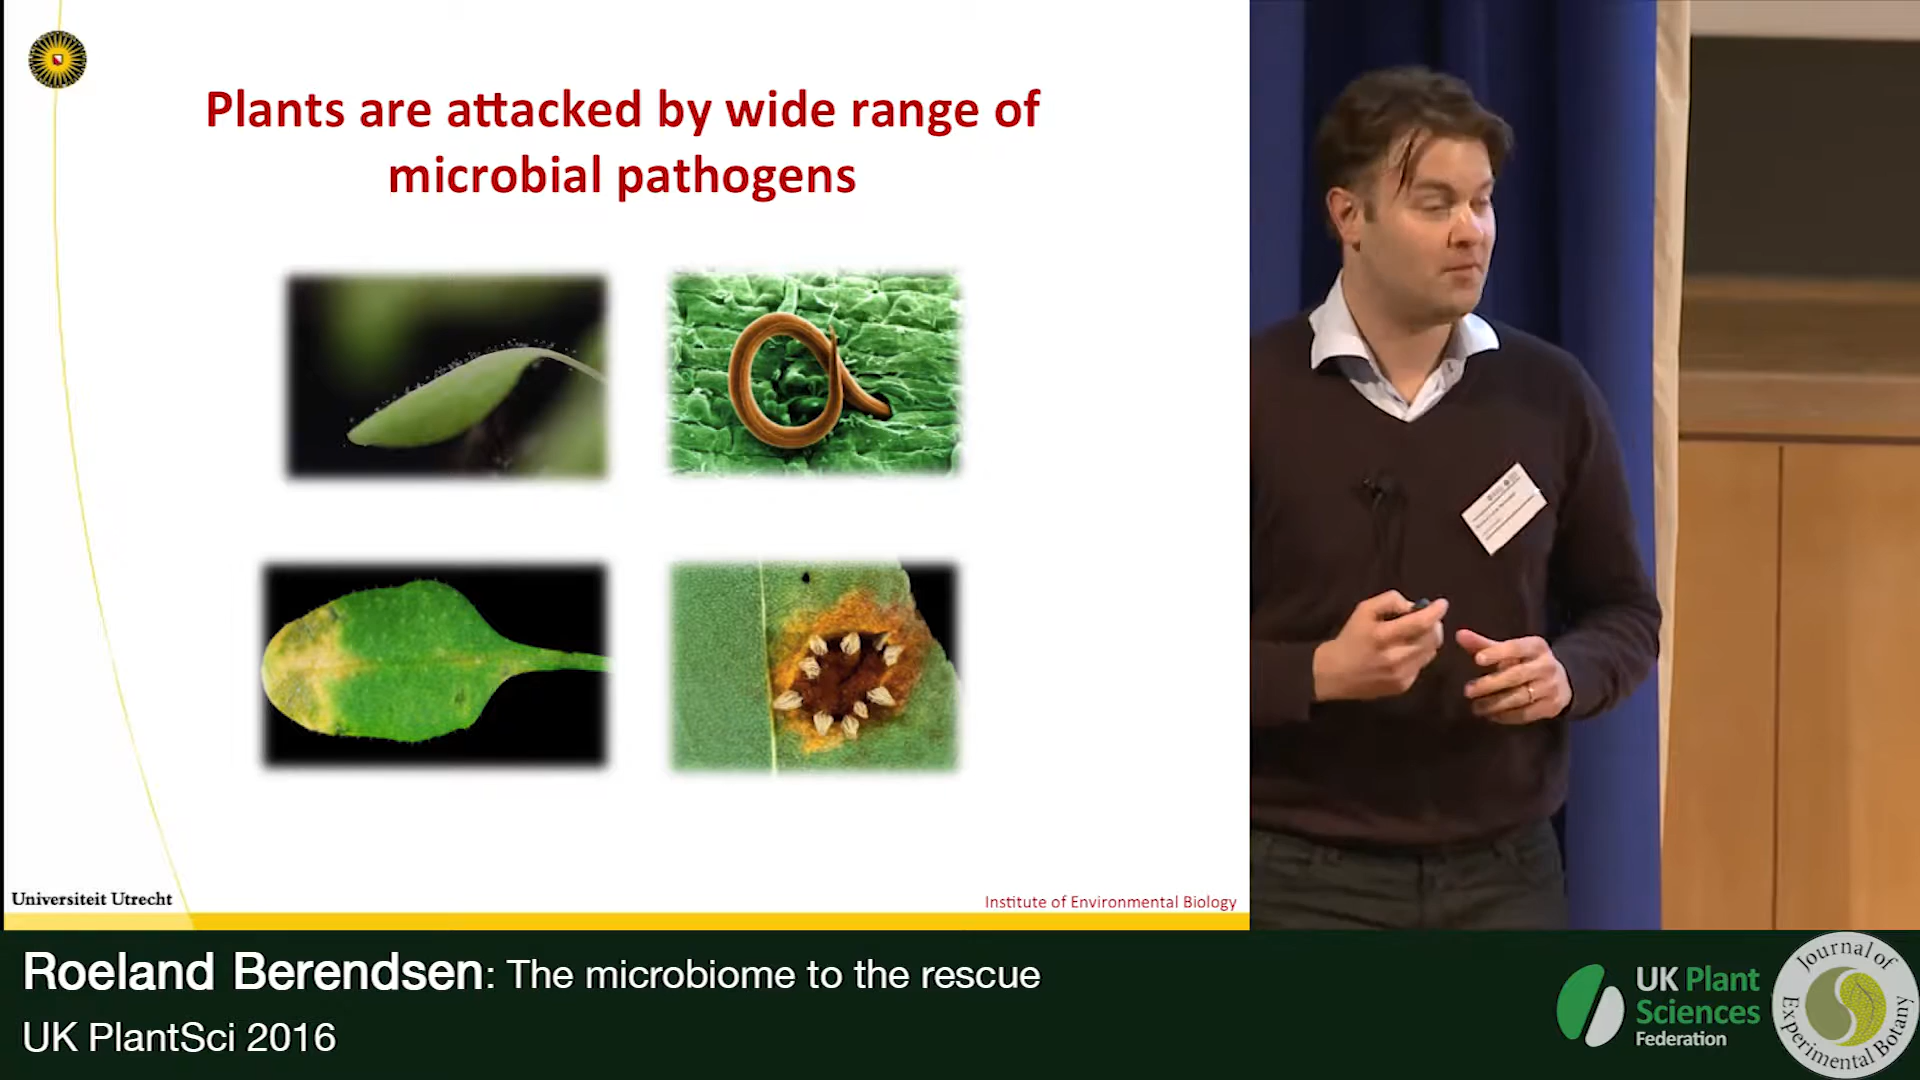 Plants are attacked by wide range of
microbial pathogens
Universiteit Utrecht
Institute of Environmental Biology
Roeland Berendsen: The microbiome to the rescue
UK PlantSci 2016
UK Plant
Sciences
Federation
Journal of
Experimental Botany